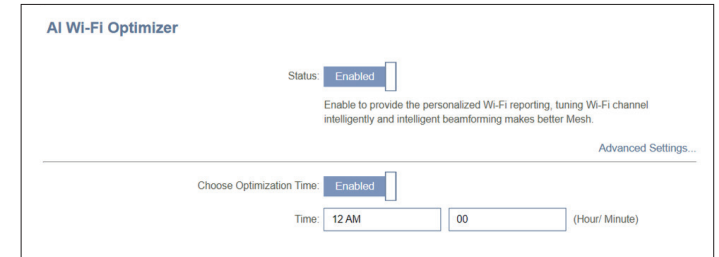 AI Wi-Fi Optimizer
Status: Enabled
Enable to provide the personalized Wi-Fi reporting, tuning Wi-Fi channel
intelligently and intelligent beamforming makes better Mesh.
Advanced Settings...
Choose Optimization Time: Enabled
Time: 12 AM 00 (Hour/ Minute)